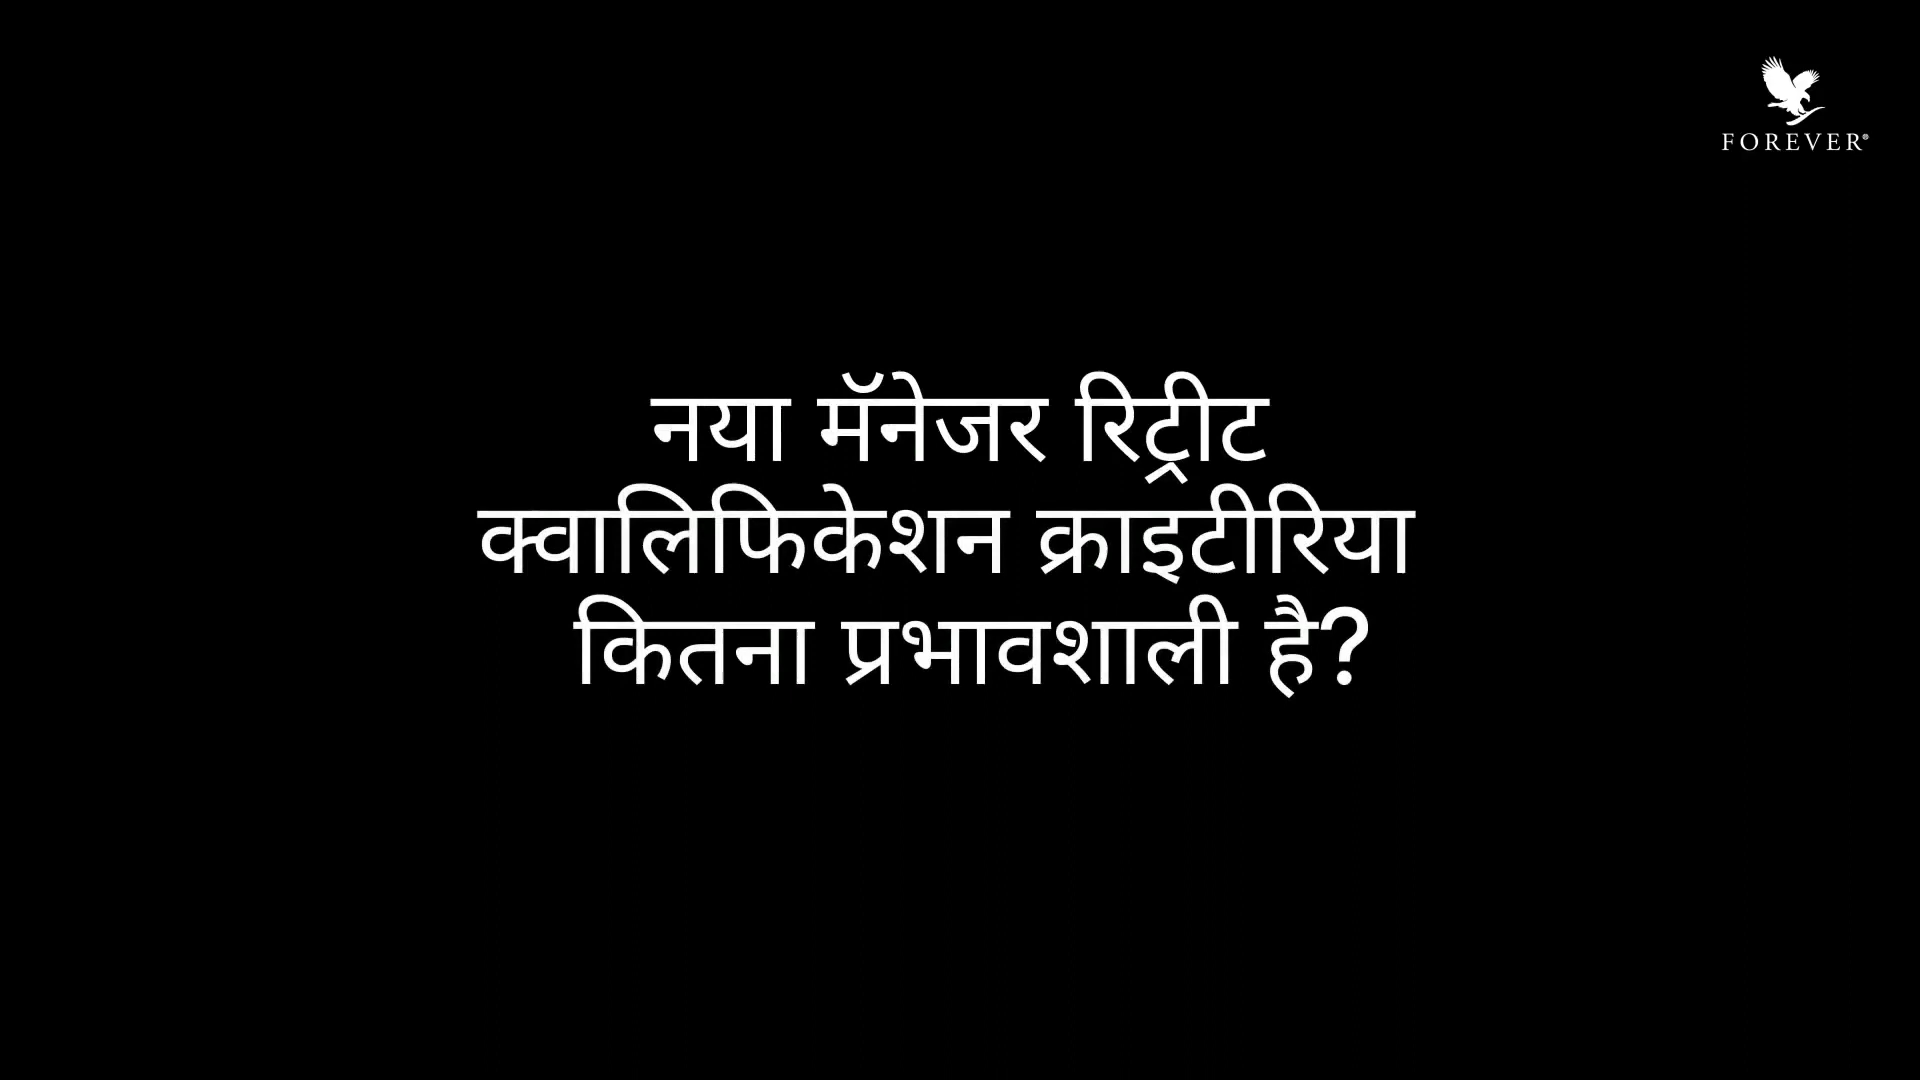 FOREVER®
नया मॅनेजर रिट्रीट
क्वालिफिकेशन क्राइटीरिया
कितना प्रभावशाली है?